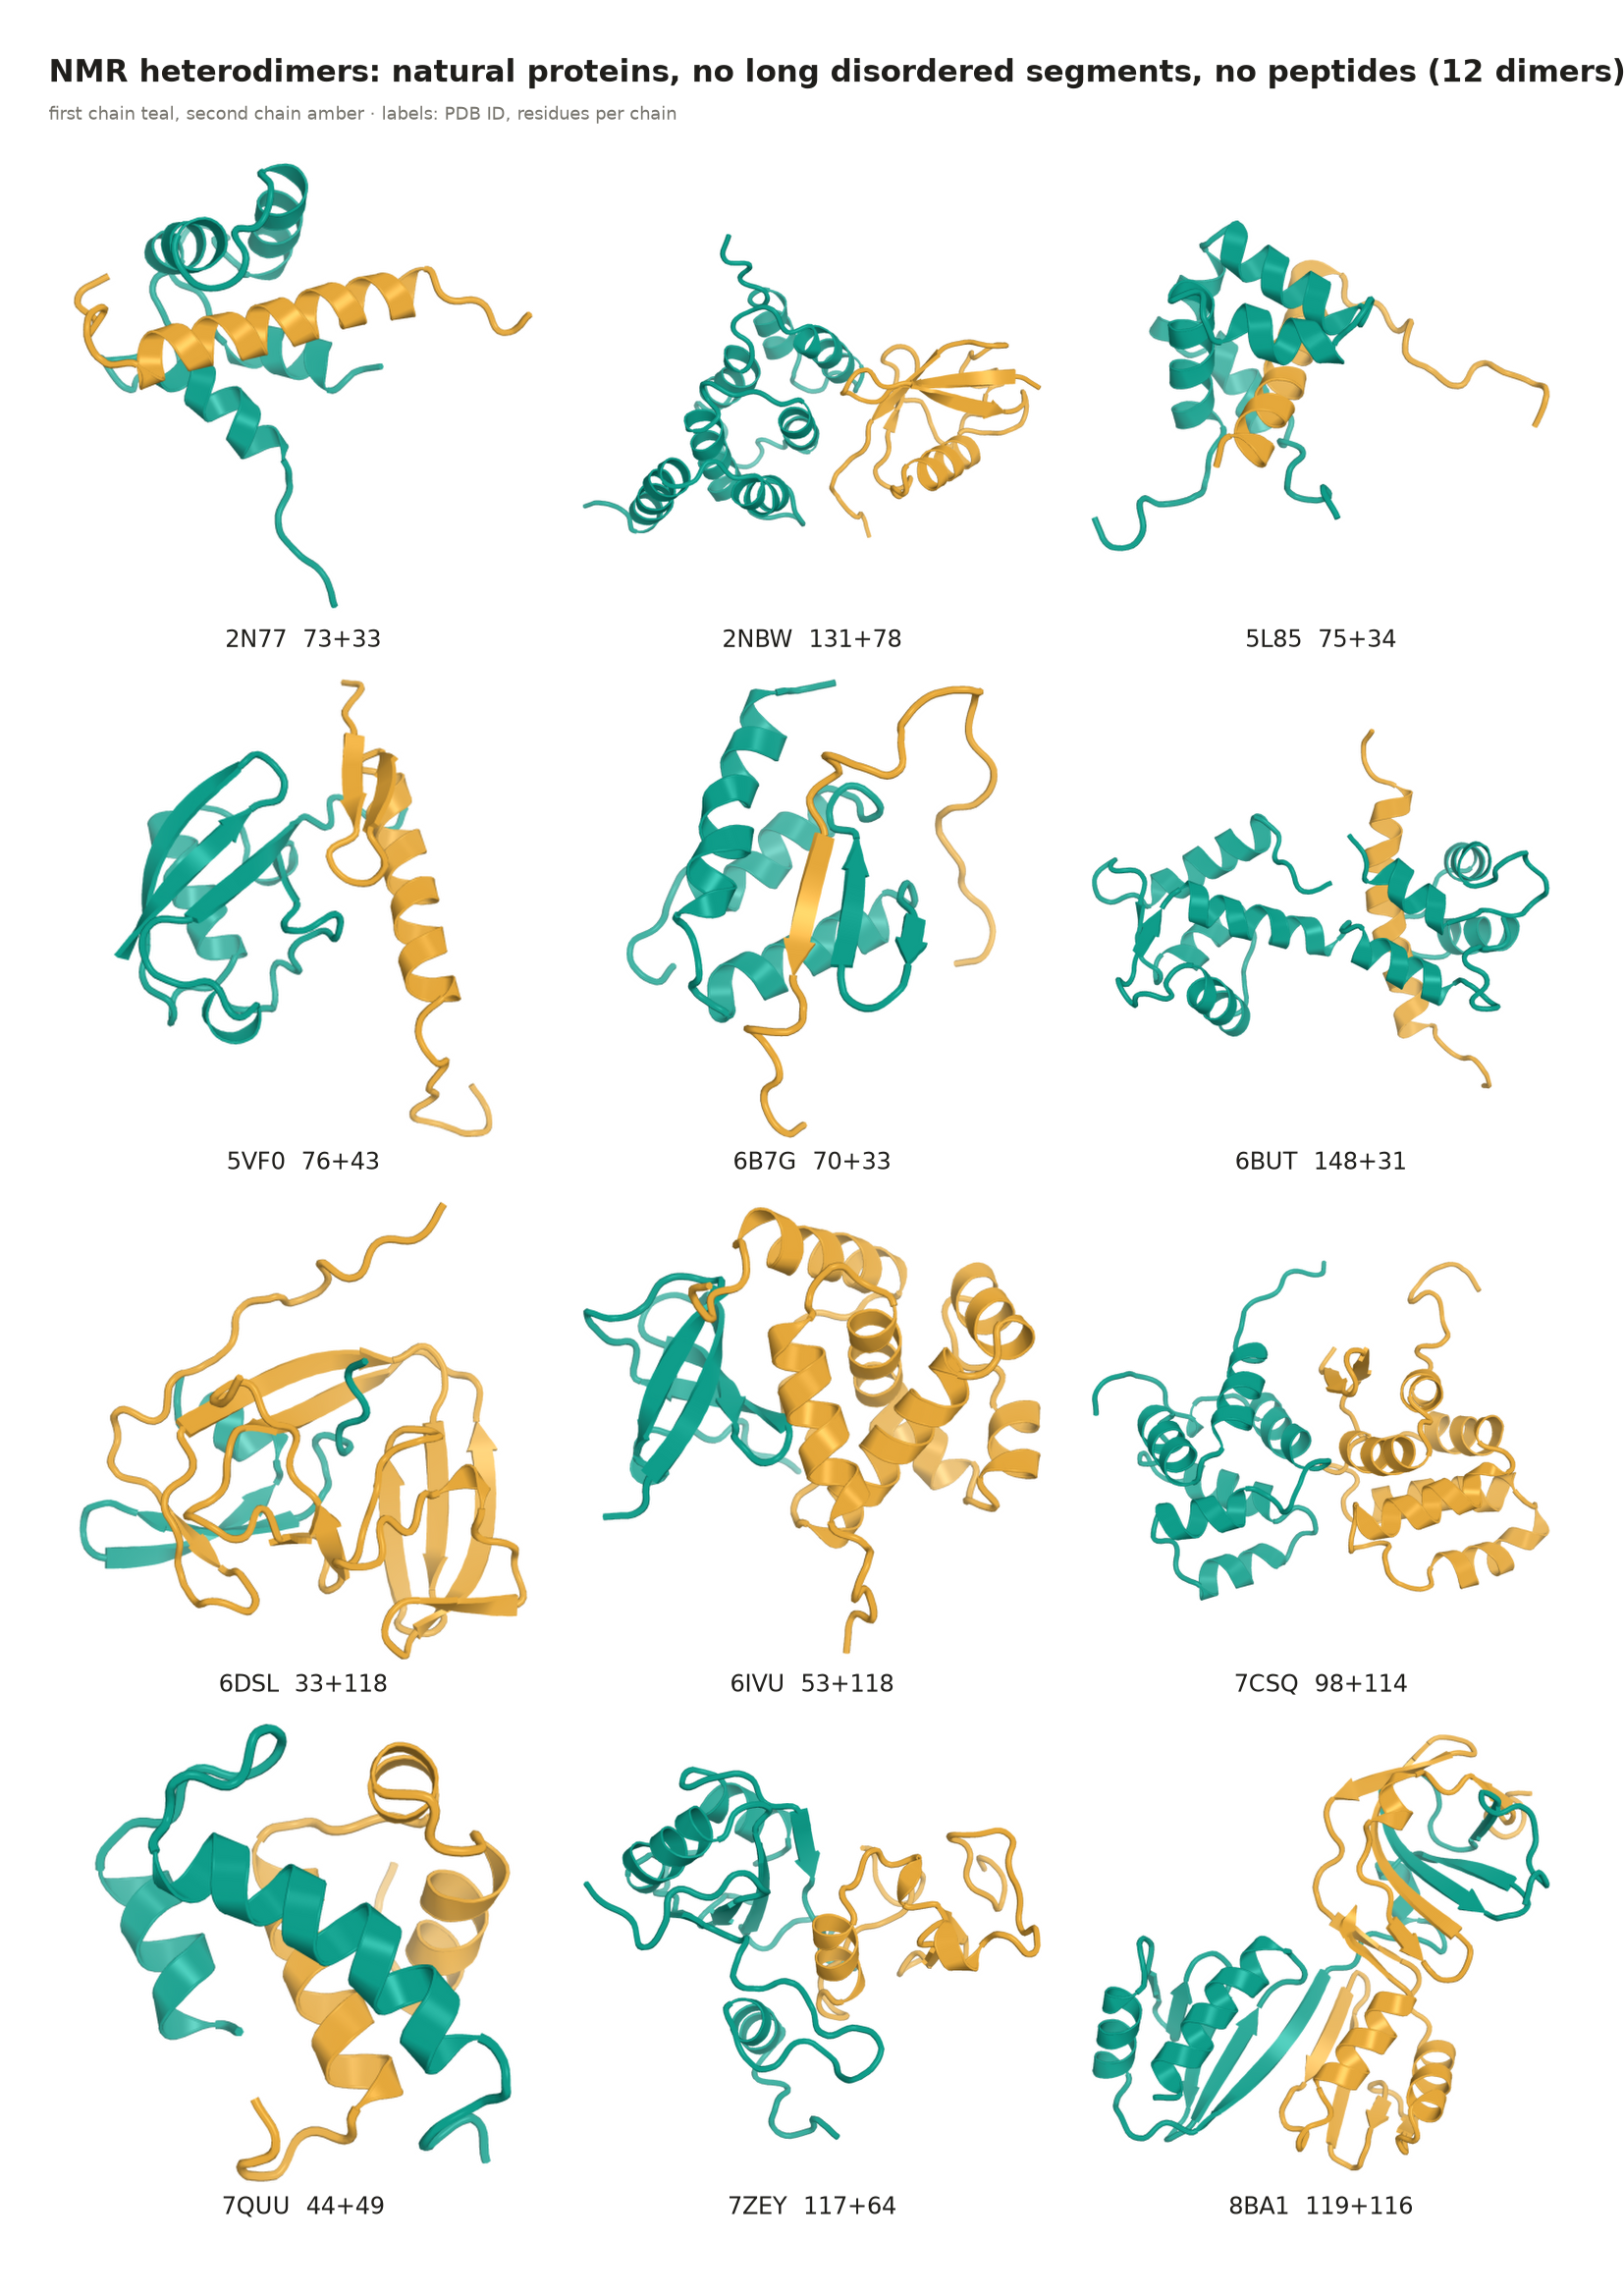 NMR heterodimers: natural proteins, no long disordered segments, no peptides (12 dimers)
first chain teal, second chain amber · labels: PDB ID, residues per chain
2N77 73+33
2NBW 131+78
5L85 75+34
5VF0 76+43
6B7G 70+33
6BUT 148+31
6DSL 33+118
6IVU 53+118
7CSQ 98+114
7QUU 44+49
7ZEY 117+64
8BA1 119+116